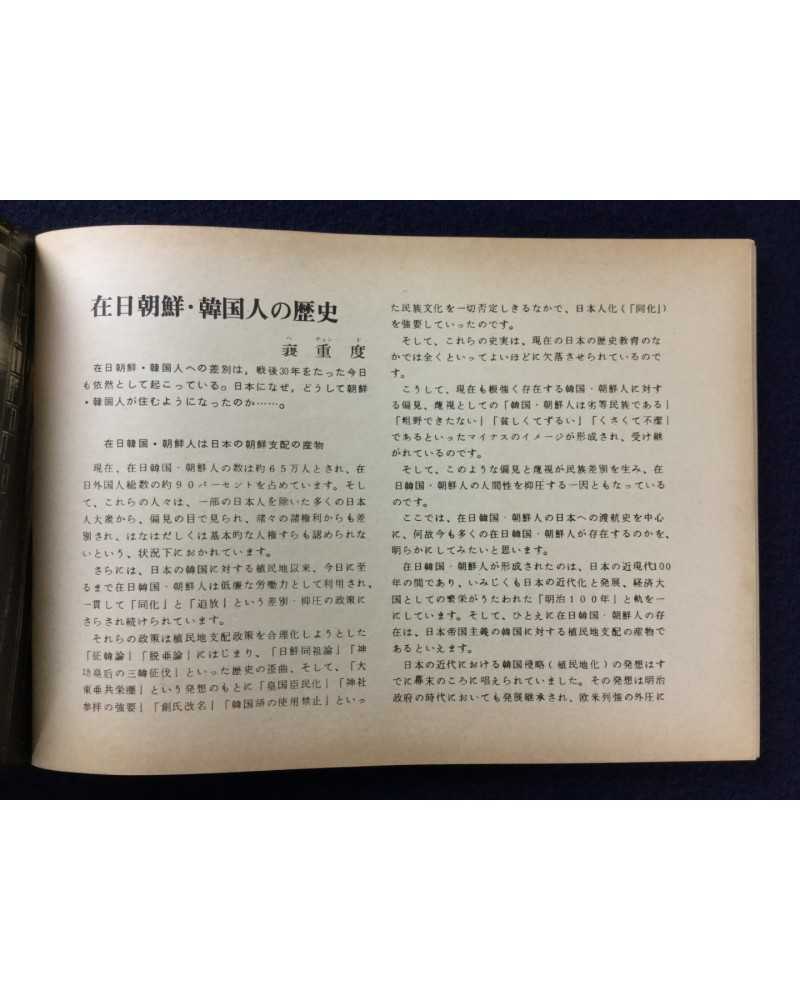 在日朝鮮・韓国人の歴史
裵重度
在日朝鮮・韓国人への差別は，戦後30年をたった今日
も依然として起こっている。日本になぜ，どうして朝鮮
・韓国人が住むようになったのか……。
在日韓国・朝鮮人は日本の朝鮮支配の産物
現在、在日韓国・朝鮮人の数は約６５万人とされ、在
日外国人総数の約９０パーセントを占めています。そし
て、これらの人々は、一部の日本人を除いた多くの日本
人大衆から、偏見の目で見られ、諸々の諸権利からも差
別され、はなはだしくは基本的な人権すらも認められな
いという、状況下におかれています。
さらには、日本の韓国に対する植民地以来、今日に至
るまで在日韓国・朝鮮人は低廉な労働力として利用され、
一貫して「同化」と「追放」という差別・抑圧の政策に
さらされ続けられています。
それらの政策は植民地支配政策を合理化しようとした
「征韓論」「脱亜論」にはじまり、「日鮮同祖論」「神
功皇后の三韓征伐」といった歴史の歪曲、そして、「大
東亜共栄圏」という発想のもとに「皇国臣民化」「神社
参拝の強要」「創氏改名」「韓国語の使用禁止」といっ
た民族文化を一切否定しきるなかで、日本人化（「同化」）
を強要していったのです。
そして、これらの史実は、現在の日本の歴史教育のな
かでは全くといってよいほどに欠落させられているので
す。
こうして、現在も根強く存在する韓国・朝鮮人に対す
る偏見、蔑視としての「韓国・朝鮮人は劣等民族である」
「粗野できたない」「貧しくてずるい」「くさくて不潔」
であるといったマイナスのイメージが形成され、受け継
がれているのです。
そして、このような偏見と蔑視が民族差別を生み、在
日韓国・朝鮮人の人間性を抑圧する一因ともなっている
のです。
ここでは、在日韓国・朝鮮人の日本への渡航史を中心
に、何故今も多くの在日韓国・朝鮮人が存在するのかを、
明らかにしてみたいと思います。
在日韓国・朝鮮人が形成されたのは、日本の近現代100
年の間であり、いみじくも日本の近代化と発展、経済大
国としての繁栄がうたわれた「明治１００年」と軌を一
にしています。そして、ひとえに在日韓国・朝鮮人の存
在は、日本帝国主義の韓国に対する植民地支配の産物で
あるといえます。
日本の近代における韓国侵略（植民地化）の発想はす
でに幕末のころに唱えられていました。その発想は明治
政府の時代においても発展継承され、欧米列強の外圧に